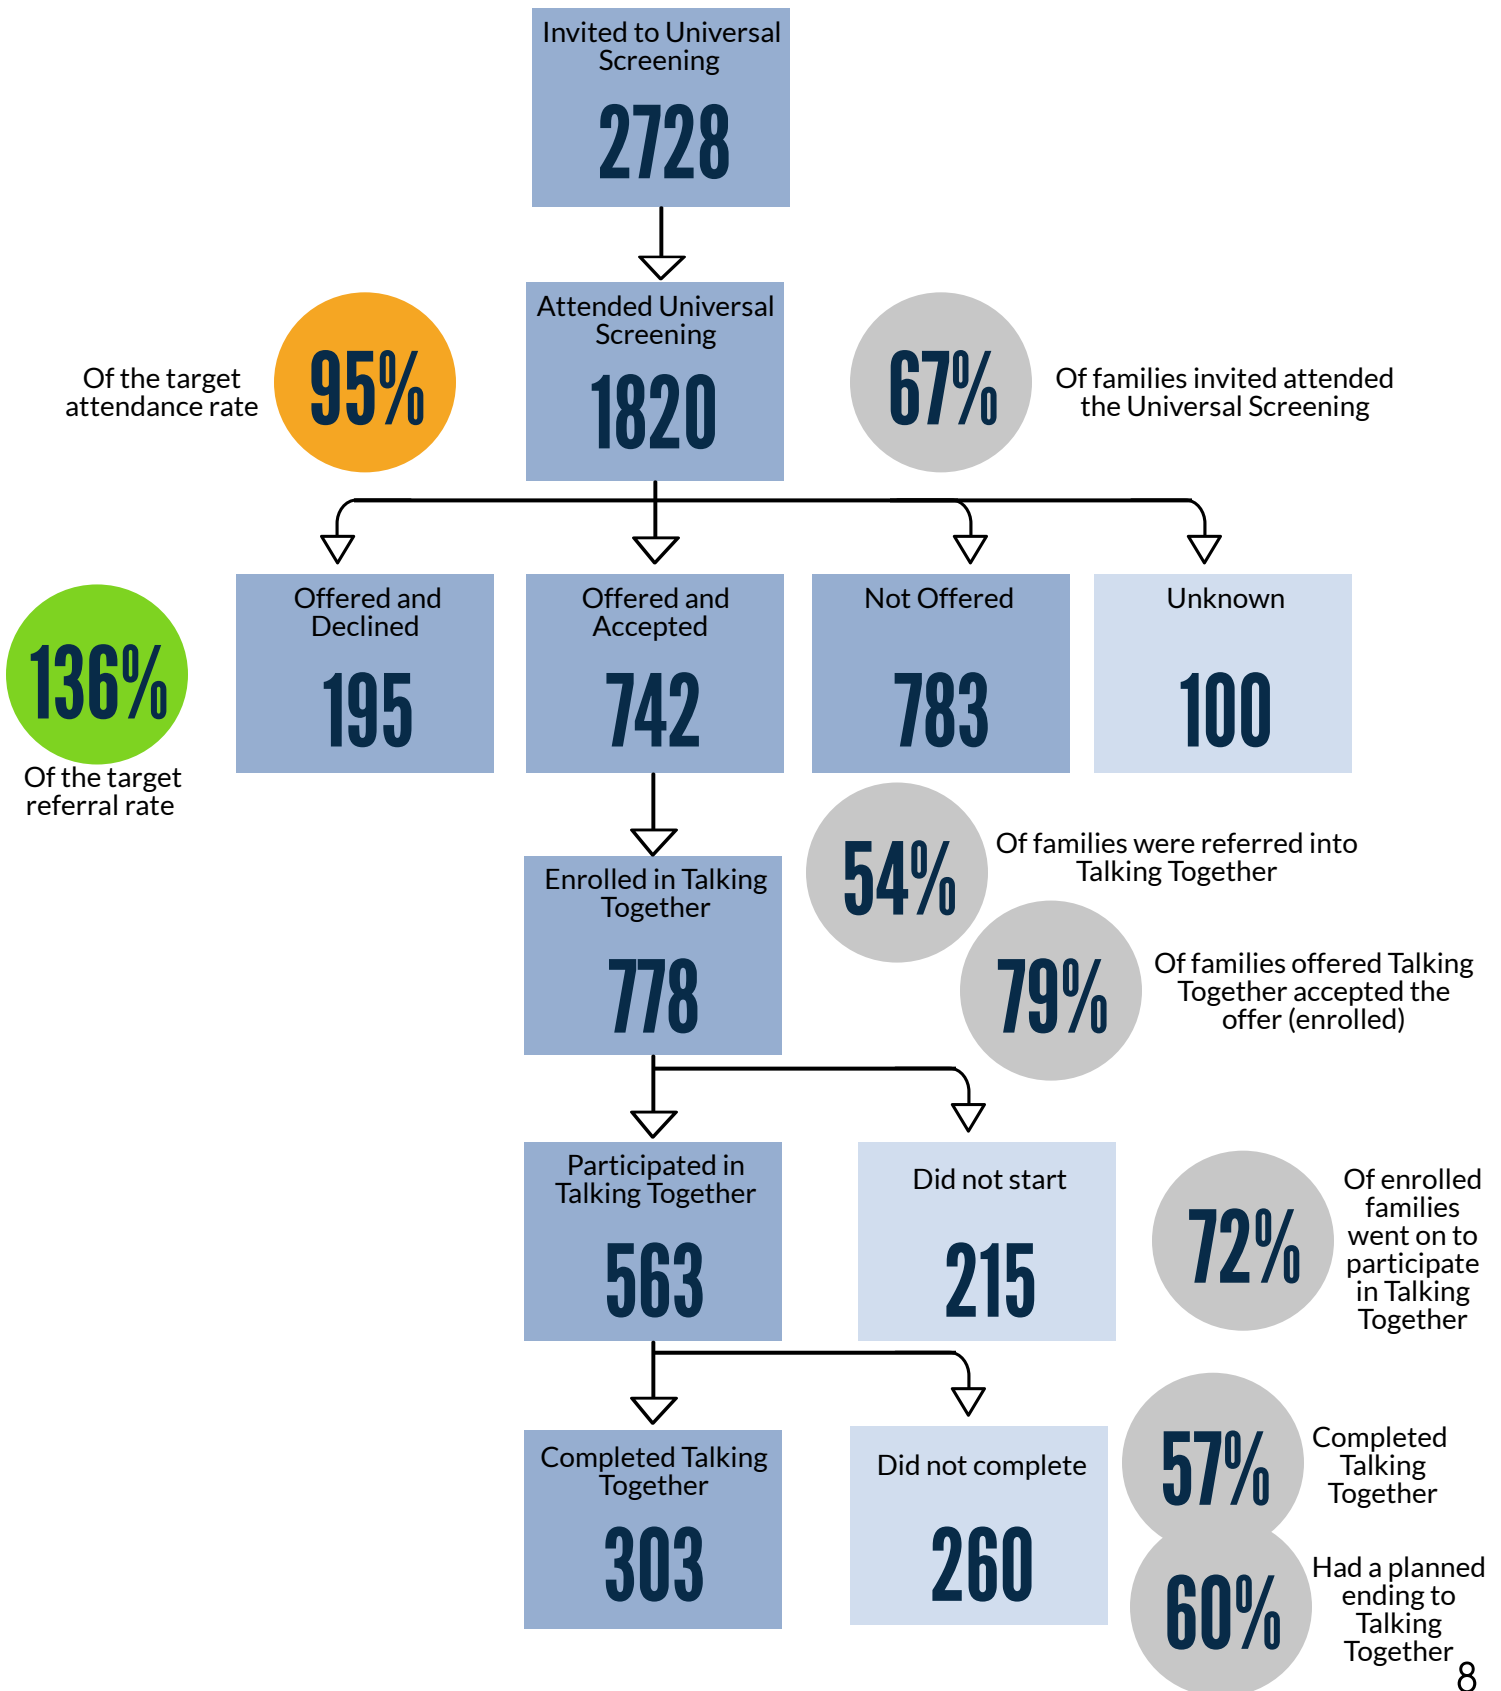 Invited to Universal
Screening
2728
Attended Universal
Screening
1820
Of the target
attendance rate
95%
67%
Of families invited attended
the Universal Screening
136%
Of the target
referral rate
Offered and
Declined
195
Offered and
Accepted
742
Not Offered
783
Unknown
100
Enrolled in Talking
Together
778
54%
Of families were referred into
Talking Together
79%
Of families offered Talking
Together accepted the
offer (enrolled)
Participated in
Talking Together
563
Did not start
215
72%
Of enrolled
families
went on to
participate
in Talking
Together
Completed Talking
Together
303
Did not complete
260
57%
Completed
Talking
Together
60%
Had a planned
ending to
Talking
Together
8